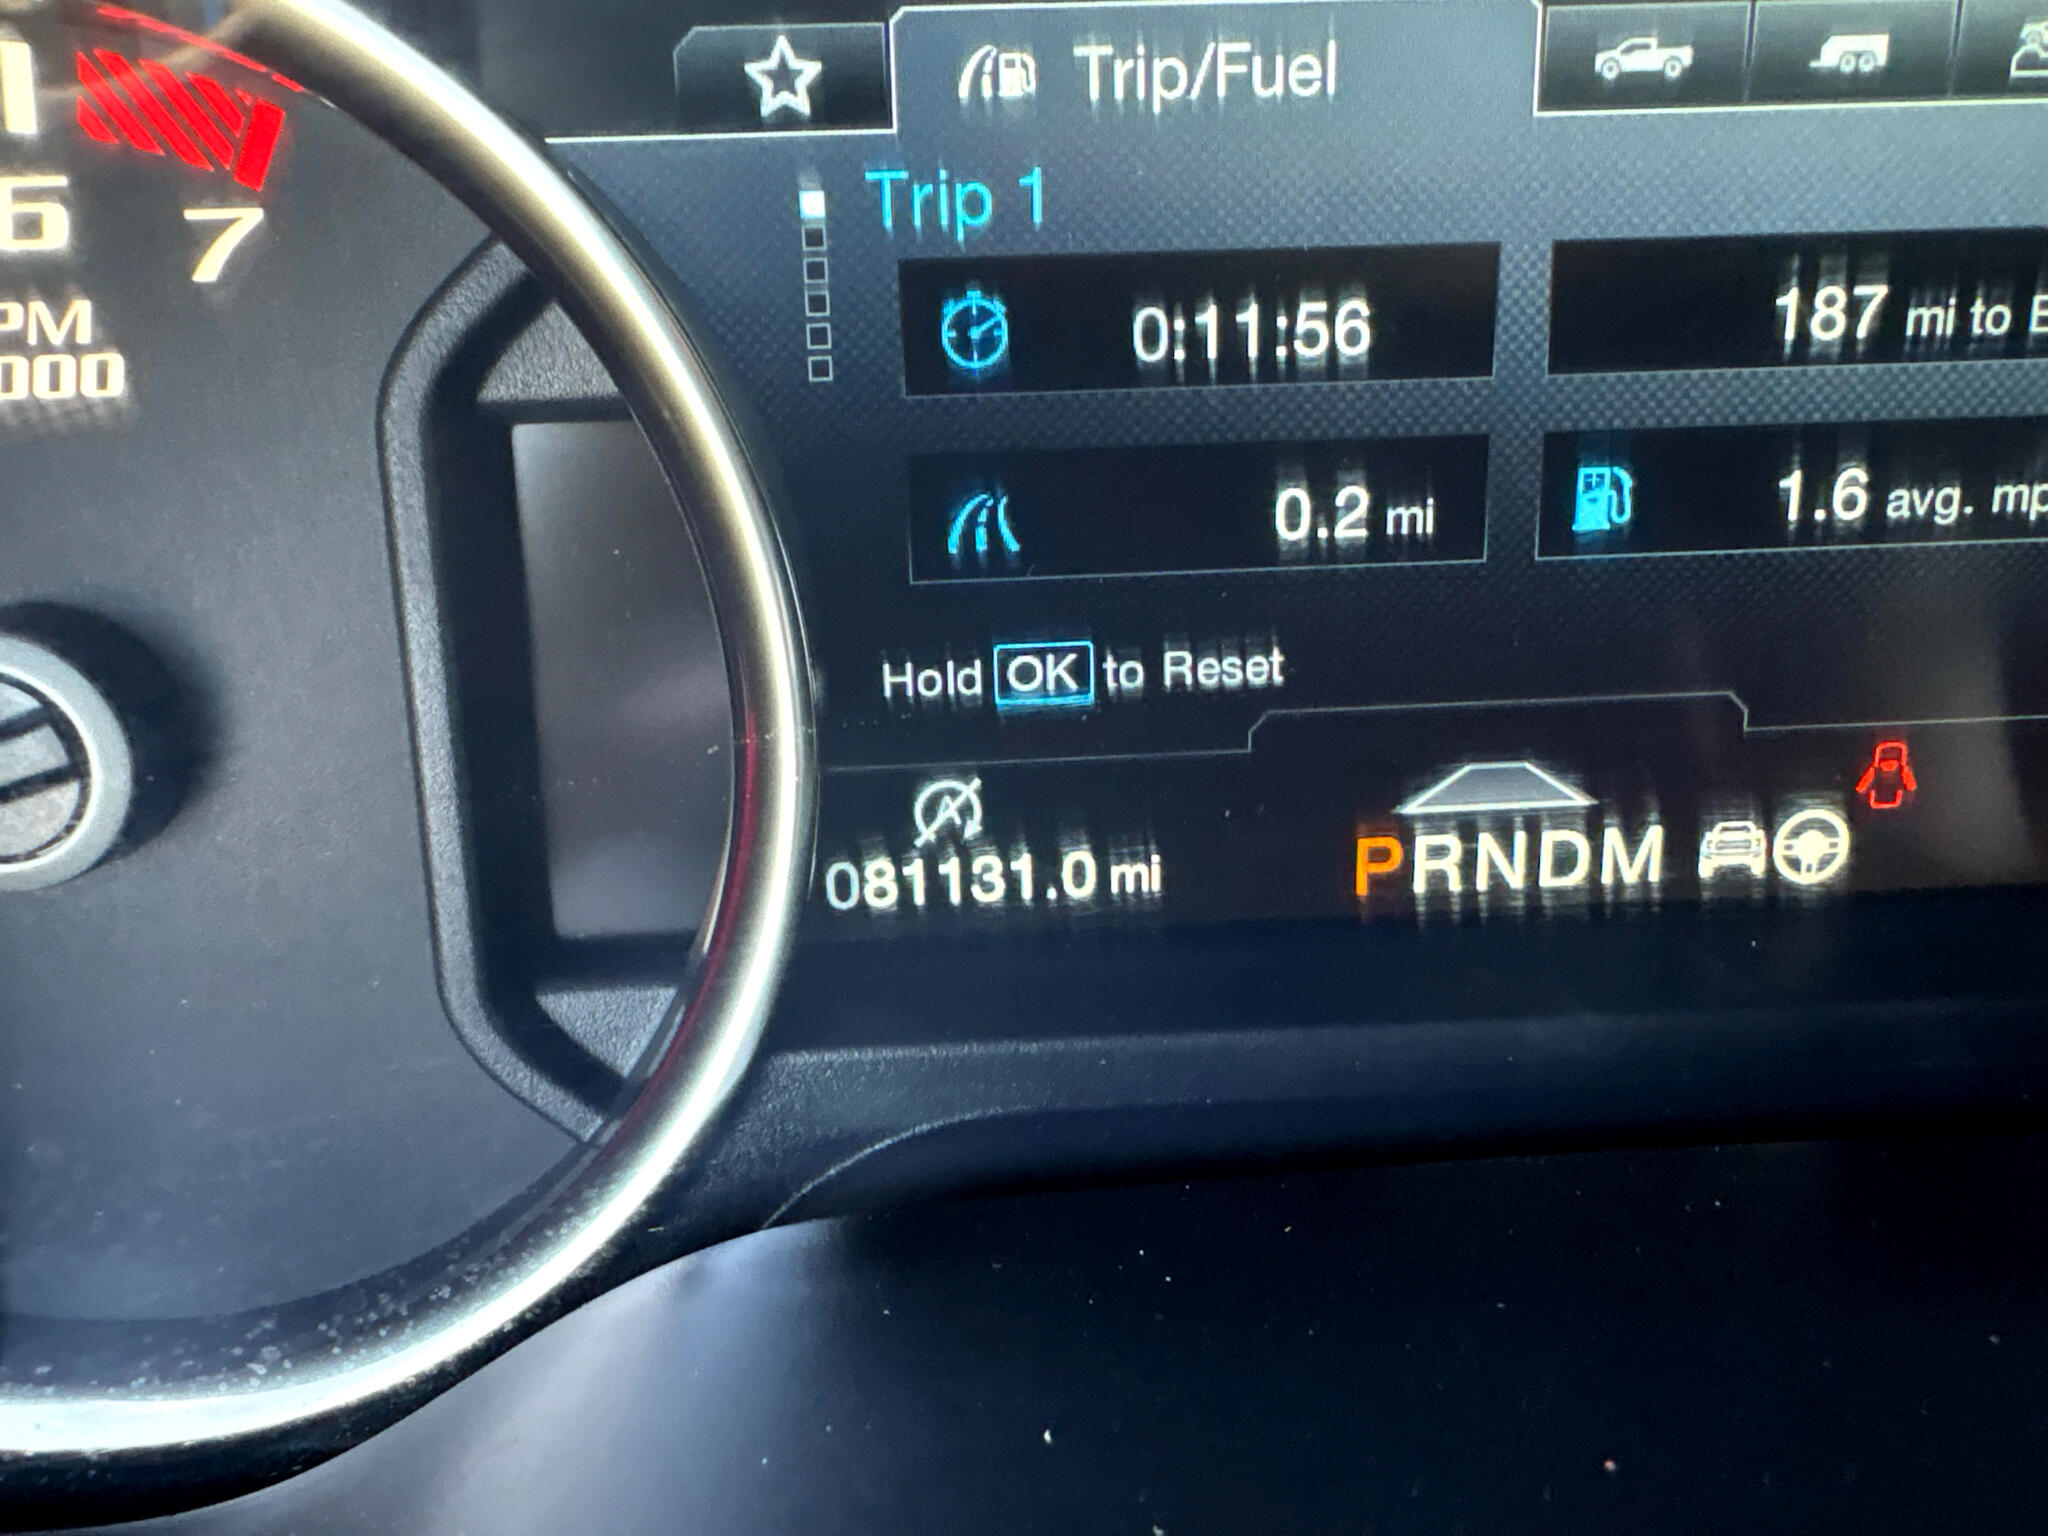 Trip/Fuel
Trip 1
0:11:56
187 mi to
0.2 mi
1.6 avg.
Hold OK to Reset
081131.0 mi
PRNDM
7